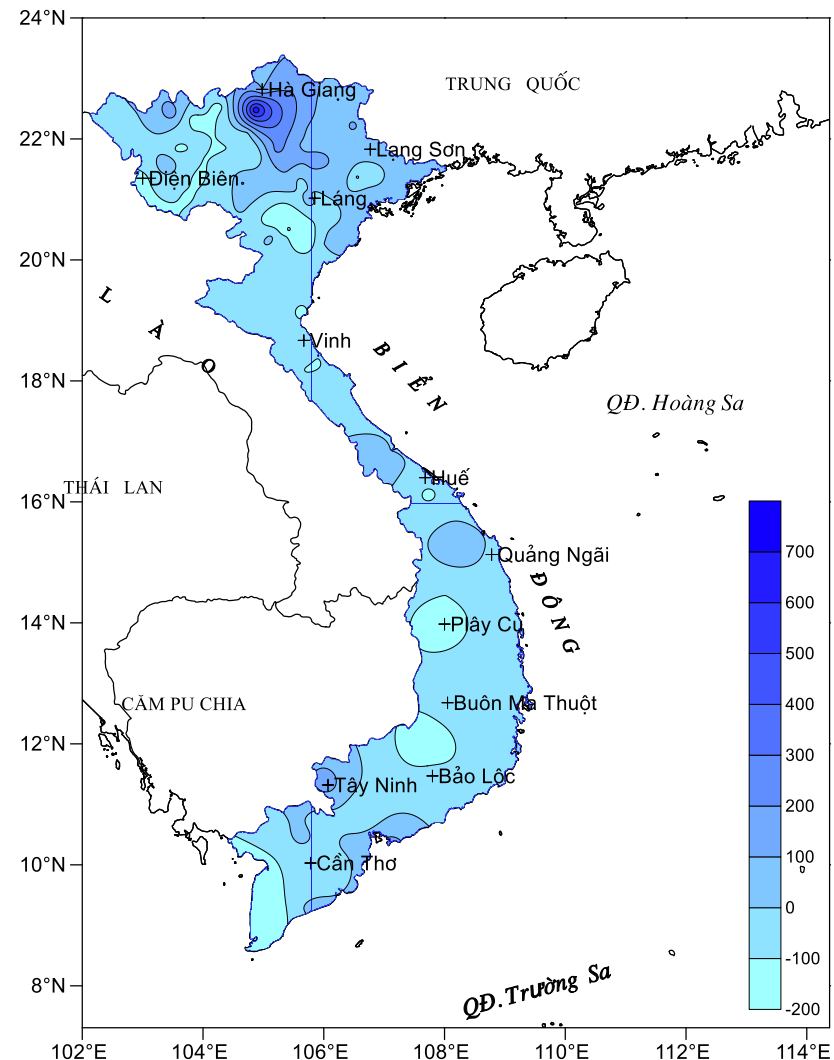 24°N
22°N
20°N
18°N
16°N
14°N
12°N
10°N
8°N
TRUNG QUỐC
Hà Giang
Lạng Sơn
Điện Biên
Láng
LÀO
Vinh
BIỂN
QĐ. Hoàng Sa
THÁI LAN
Huế
Quảng Ngãi
ĐÔNG
Plây Cu
CĂM PU CHIA
Buôn Ma Thuột
Bảo Lộc
Tây Ninh
Cần Thơ
QĐ. Trường Sa
700
600
500
400
300
200
100
0
-100
-200
102°E 104°E 106°E 108°E 110°E 112°E 114°E